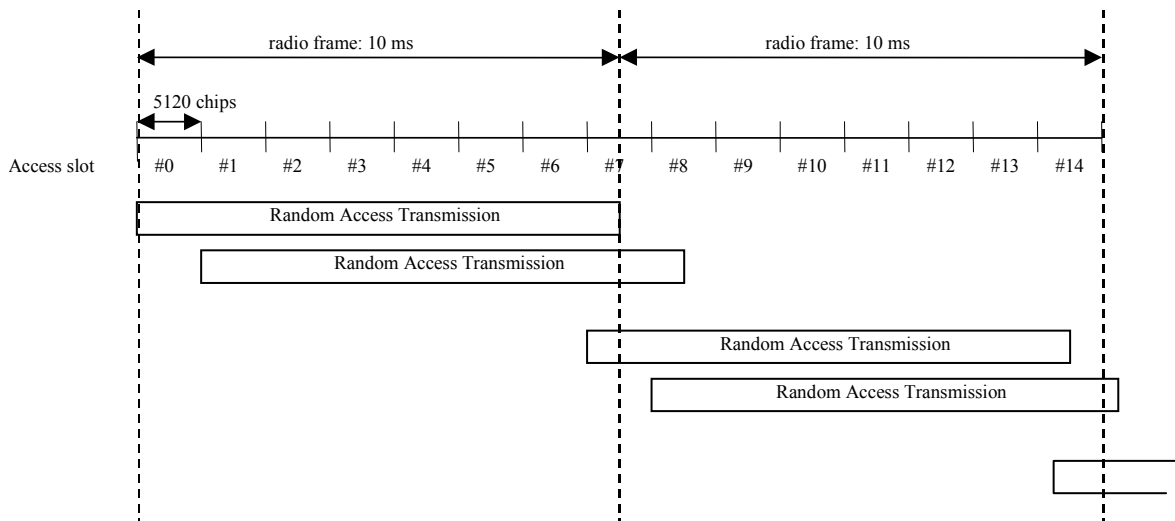 radio frame: 10 ms radio frame: 10 ms
5120 chips
Access slot #0 #1 #2 #3 #4 #5 #6 #7 #8 #9 #10 #11 #12 #13 #14
Random Access Transmission
Random Access Transmission
Random Access Transmission
Random Access Transmission